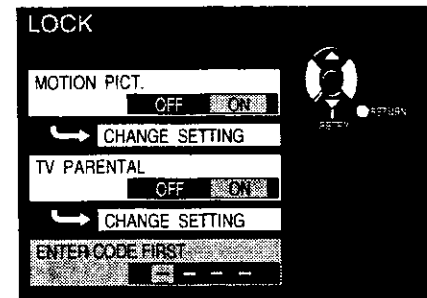 LOCK
MOTION PICT.
OFF ON
CHANGE SETTING
TV PARENTAL
OFF ON
CHANGE SETTING
ENTER CODE FIRST
– – – –
RETURN